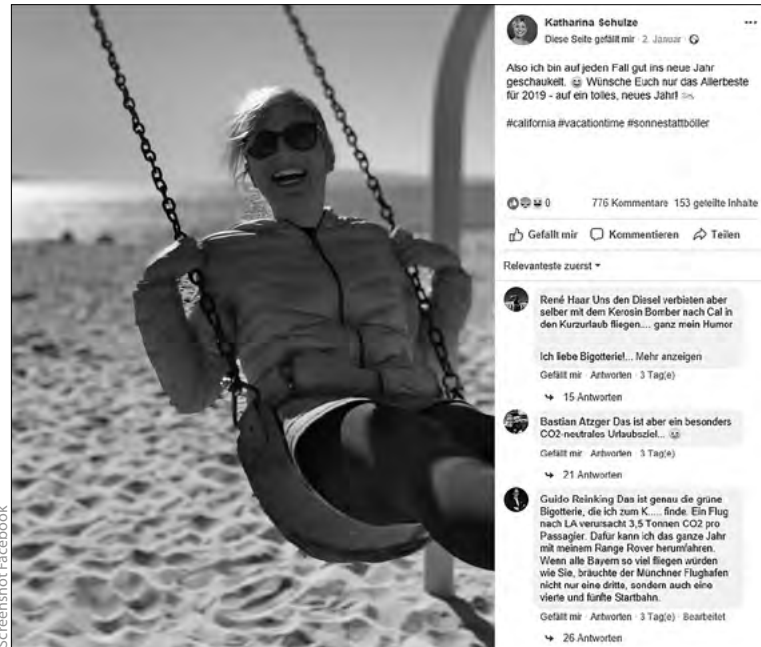 Katharina Schulze
Diese Seite gefällt mir · 2. Januar ·
Also ich bin auf jeden Fall gut ins neue Jahr
geschaukelt. 😀 Wünsche Euch nur das Allerbeste
für 2019 - auf ein tolles, neues Jahr!
#california #vacationtime #sonnestattböller
0 776 Kommentare 153 geteilte Inhalte
Gefällt mir Kommentieren Teilen
Relevanteste zuerst
René Haar Uns den Diesel verbieten aber
selber mit dem Kerosin Bomber nach Cal in
den Kurzurlaub fliegen.... ganz mein Humor
Ich liebe Bigotterie!... Mehr anzeigen
Gefällt mir · Antworten · 3 Tag(e)
15 Antworten
Bastian Atzger Das ist aber ein besonders
CO2-neutrales Urlaubsziel... 😀
Gefällt mir · Antworten · 3 Tag(e)
21 Antworten
Guido Reinking Das ist genau die grüne
Bigotterie, die ich zum K..... finde. Ein Flug
nach LA verursacht 3,5 Tonnen CO2 pro
Passagier. Dafür kann ich das ganze Jahr
mit meinem Range Rover herumfahren.
Wenn alle Bayern so viel fliegen würden
wie Sie, bräuchte der Münchner Flughafen
nicht nur eine dritte, sondern auch eine
vierte und fünfte Startbahn.
Gefällt mir · Antworten · 3 Tag(e) · Bearbeitet
26 Antworten
Screenshot Facebook